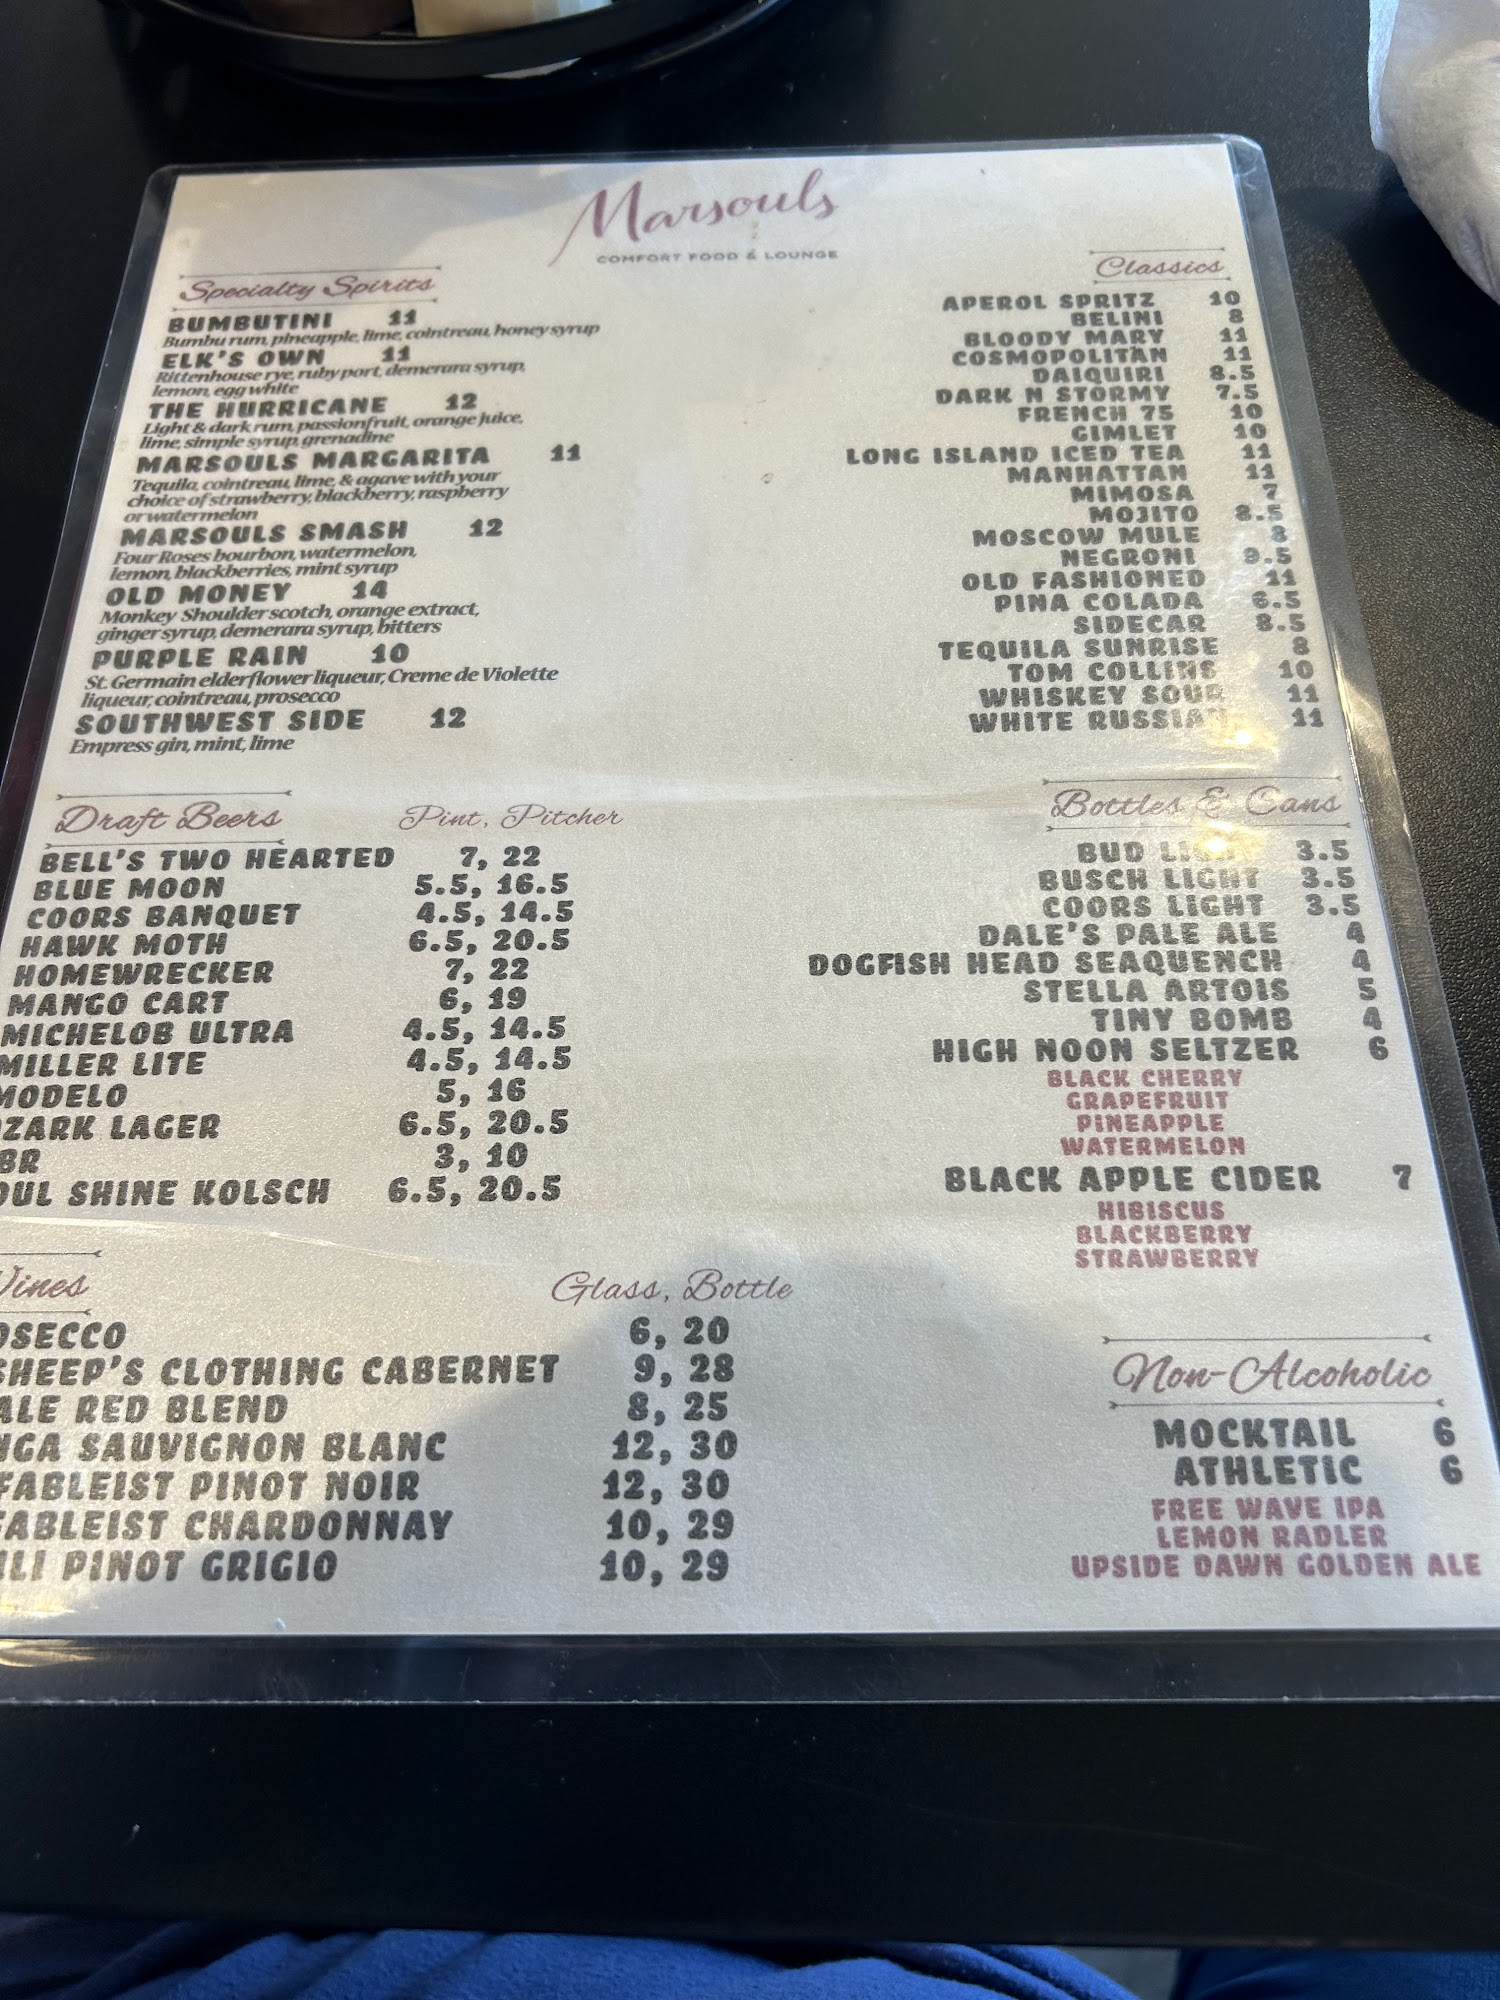 Marsouls
COMFORT FOOD & LOUNGE
Specialty Spirits
BUMBUTINI 11
Bumbu rum, pineapple, lime, cointreau, honey syrup
ELK'S OWN 11
Rittenhouse rye, ruby port, demerara syrup,
lemon, egg white
THE HURRICANE 12
Light & dark rum, passionfruit, orange juice,
lime, simple syrup, grenadine
MARSOULS MARGARITA 11
Tequila, cointreau, lime, & agave with your
choice of strawberry, blackberry, raspberry
or watermelon
MARSOULS SMASH 12
Four Roses bourbon, watermelon,
lemon, blackberries, mint syrup
OLD MONEY 14
Monkey Shoulder scotch, orange extract,
ginger syrup, demerara syrup, bitters
PURPLE RAIN 10
St. Germain elderflower liqueur, Creme de Violette
liqueur, cointreau, prosecco
SOUTHWEST SIDE 12
Empress gin, mint, lime
Classics
APEROL SPRITZ 10
BELINI 8
BLOODY MARY 11
COSMOPOLITAN 11
DAIQUIRI 8.5
DARK N STORMY 7.5
FRENCH 75 10
GIMLET 10
LONG ISLAND ICED TEA 11
MANHATTAN 11
MIMOSA 7
MOJITO 8.5
MOSCOW MULE 8
NEGRONI 9.5
OLD FASHIONED 11
PINA COLADA 6.5
SIDECAR 8.5
TEQUILA SUNRISE 8
TOM COLLINS 10
WHISKEY SOUR 11
WHITE RUSSIAN 11
Draft Beers Pint, Pitcher
BELL'S TWO HEARTED 7, 22
BLUE MOON 5.5, 16.5
COORS BANQUET 4.5, 14.5
HAWK MOTH 6.5, 20.5
HOMEWRECKER 7, 22
MANGO CART 6, 19
MICHELOB ULTRA 4.5, 14.5
MILLER LITE 4.5, 14.5
MODELO 5, 16
ZARK LAGER 6.5, 20.5
BR 3, 10
OUL SHINE KOLSCH 6.5, 20.5
Bottles & Cans
BUD LIGHT 3.5
BUSCH LIGHT 3.5
COORS LIGHT 3.5
DALE'S PALE ALE 4
DOGFISH HEAD SEAQUENCH 4
STELLA ARTOIS 5
TINY BOMB 4
HIGH NOON SELTZER 6
BLACK CHERRY
GRAPEFRUIT
PINEAPPLE
WATERMELON
BLACK APPLE CIDER 7
HIBISCUS
BLACKBERRY
STRAWBERRY
Wines Glass, Bottle
OSECCO 6, 20
SHEEP'S CLOTHING CABERNET 9, 28
ALE RED BLEND 8, 25
NGA SAUVIGNON BLANC 12, 30
FABLEIST PINOT NOIR 12, 30
FABLEIST CHARDONNAY 10, 29
ILI PINOT GRIGIO 10, 29
Non-Alcoholic
MOCKTAIL 6
ATHLETIC 6
FREE WAVE IPA
LEMON RADLER
UPSIDE DAWN GOLDEN ALE